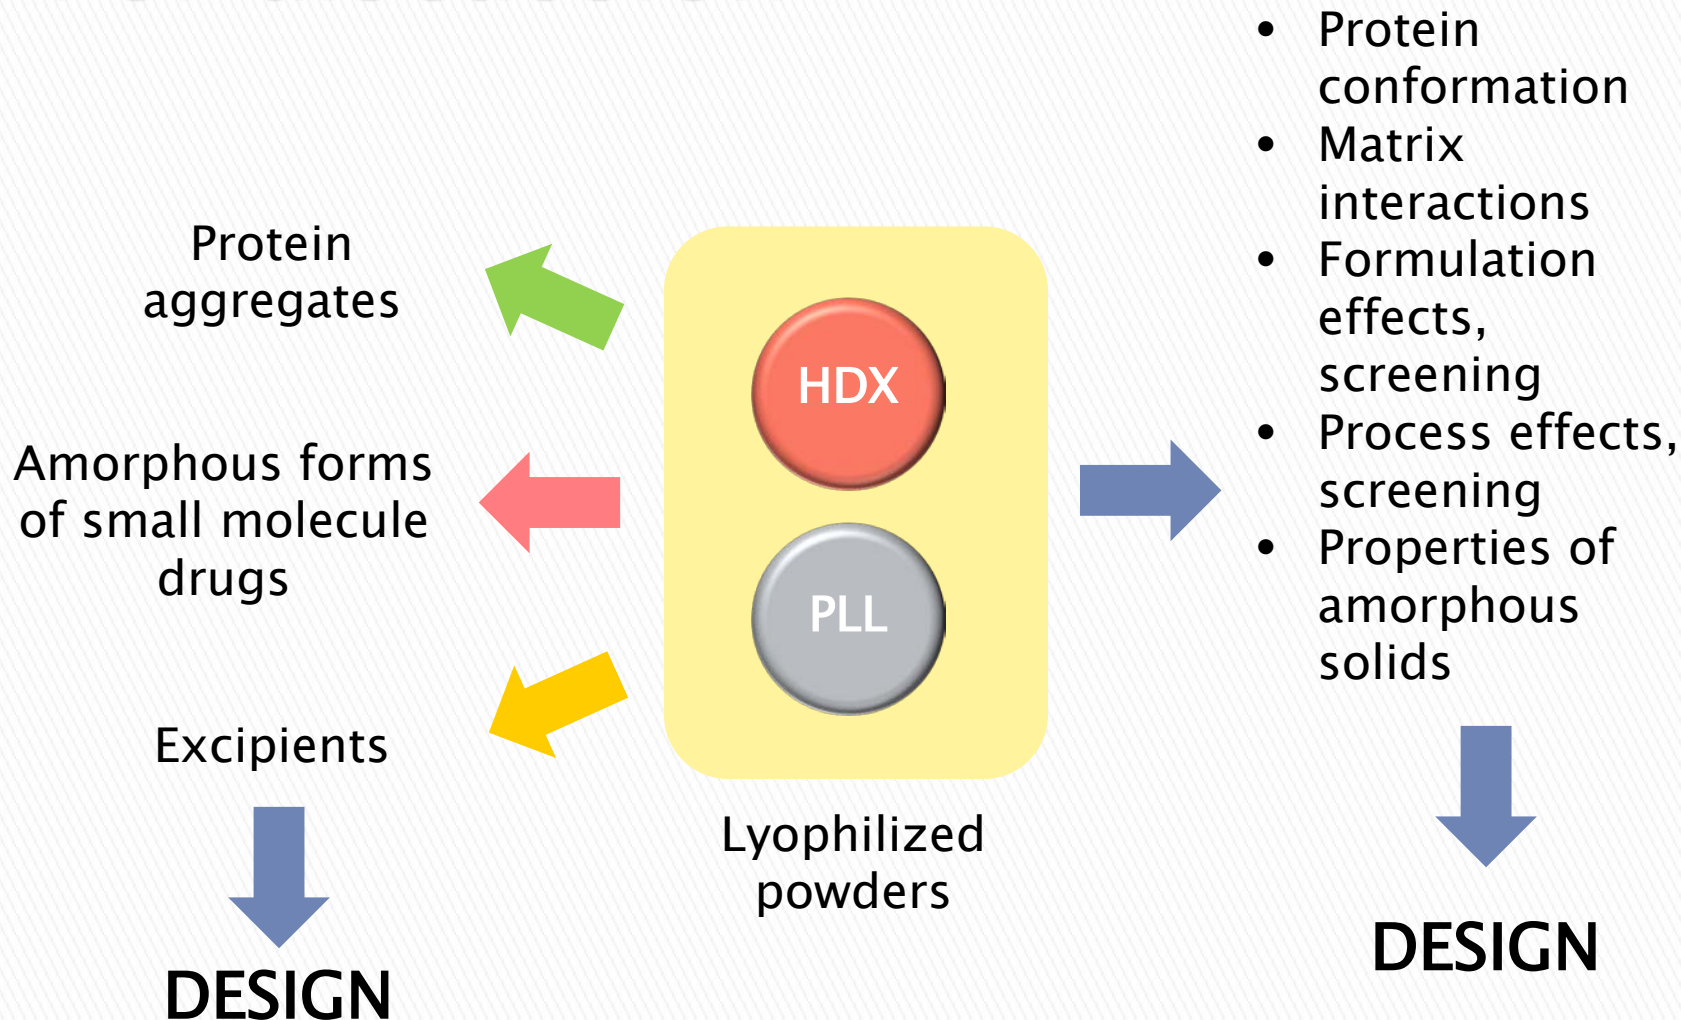 Protein
aggregates
Amorphous forms
of small molecule
drugs
Excipients
DESIGN
HDX
PLL
Lyophilized
powders
• Protein
conformation
• Matrix
interactions
• Formulation
effects,
screening
• Process effects,
screening
• Properties of
amorphous
solids
DESIGN